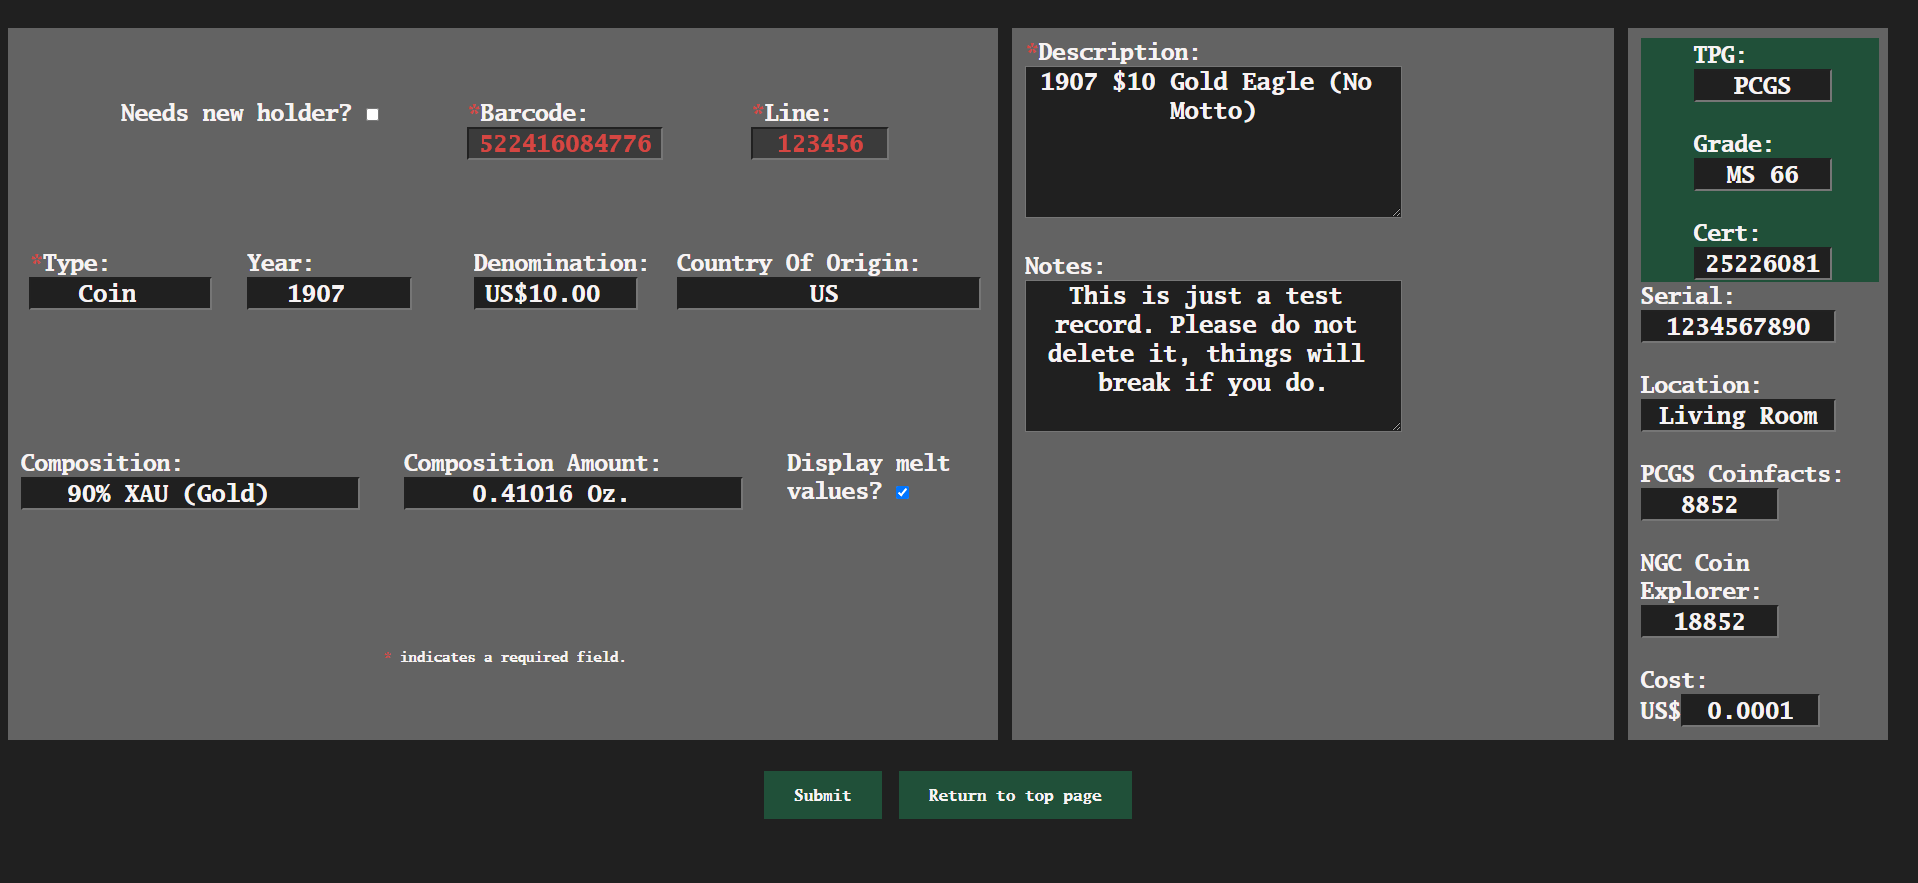 Needs new holder?
*Barcode:
522416084776
*Line:
123456
*Type:
Coin
Year:
1907
Denomination:
US$10.00
Country Of Origin:
US
Composition:
90% XAU (Gold)
Composition Amount:
0.41016 Oz.
Display melt
values?
* indicates a required field.
*Description:
1907 $10 Gold Eagle (No
Motto)
Notes:
This is just a test
record. Please do not
delete it, things will
break if you do.
TPG:
PCGS
Grade:
MS 66
Cert:
25226081
Serial:
1234567890
Location:
Living Room
PCGS Coinfacts:
8852
NGC Coin
Explorer:
18852
Cost:
US$ 0.0001
Submit
Return to top page